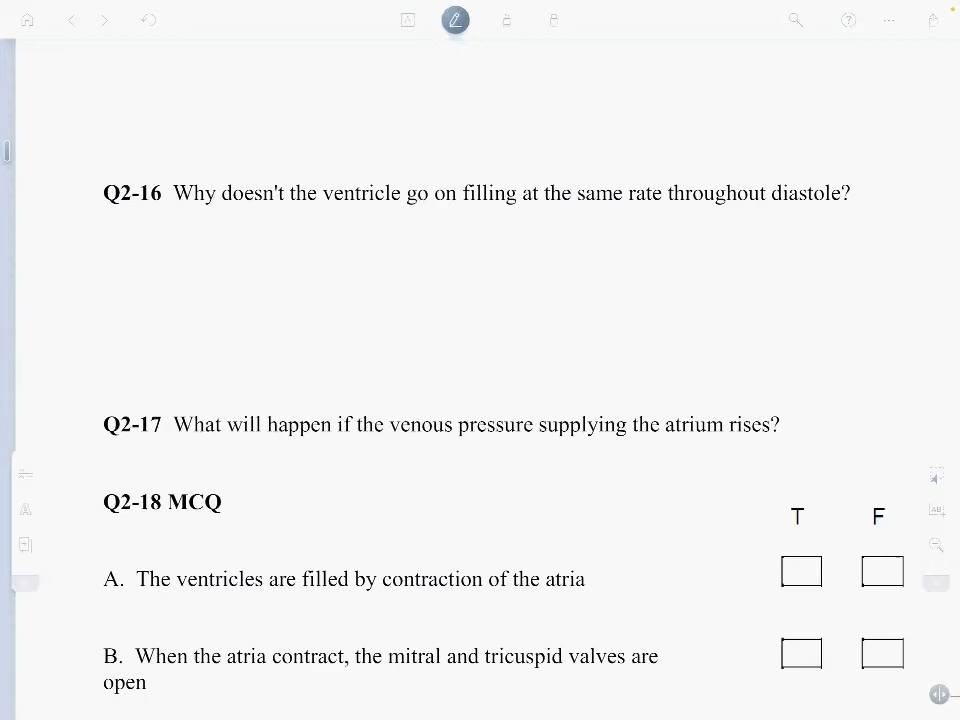 Q2-16 Why doesn't the ventricle go on filling at the same rate throughout diastole?
Q2-17 What will happen if the venous pressure supplying the atrium rises?
Q2-18 MCQ
T F
A. The ventricles are filled by contraction of the atria
B. When the atria contract, the mitral and tricuspid valves are
open